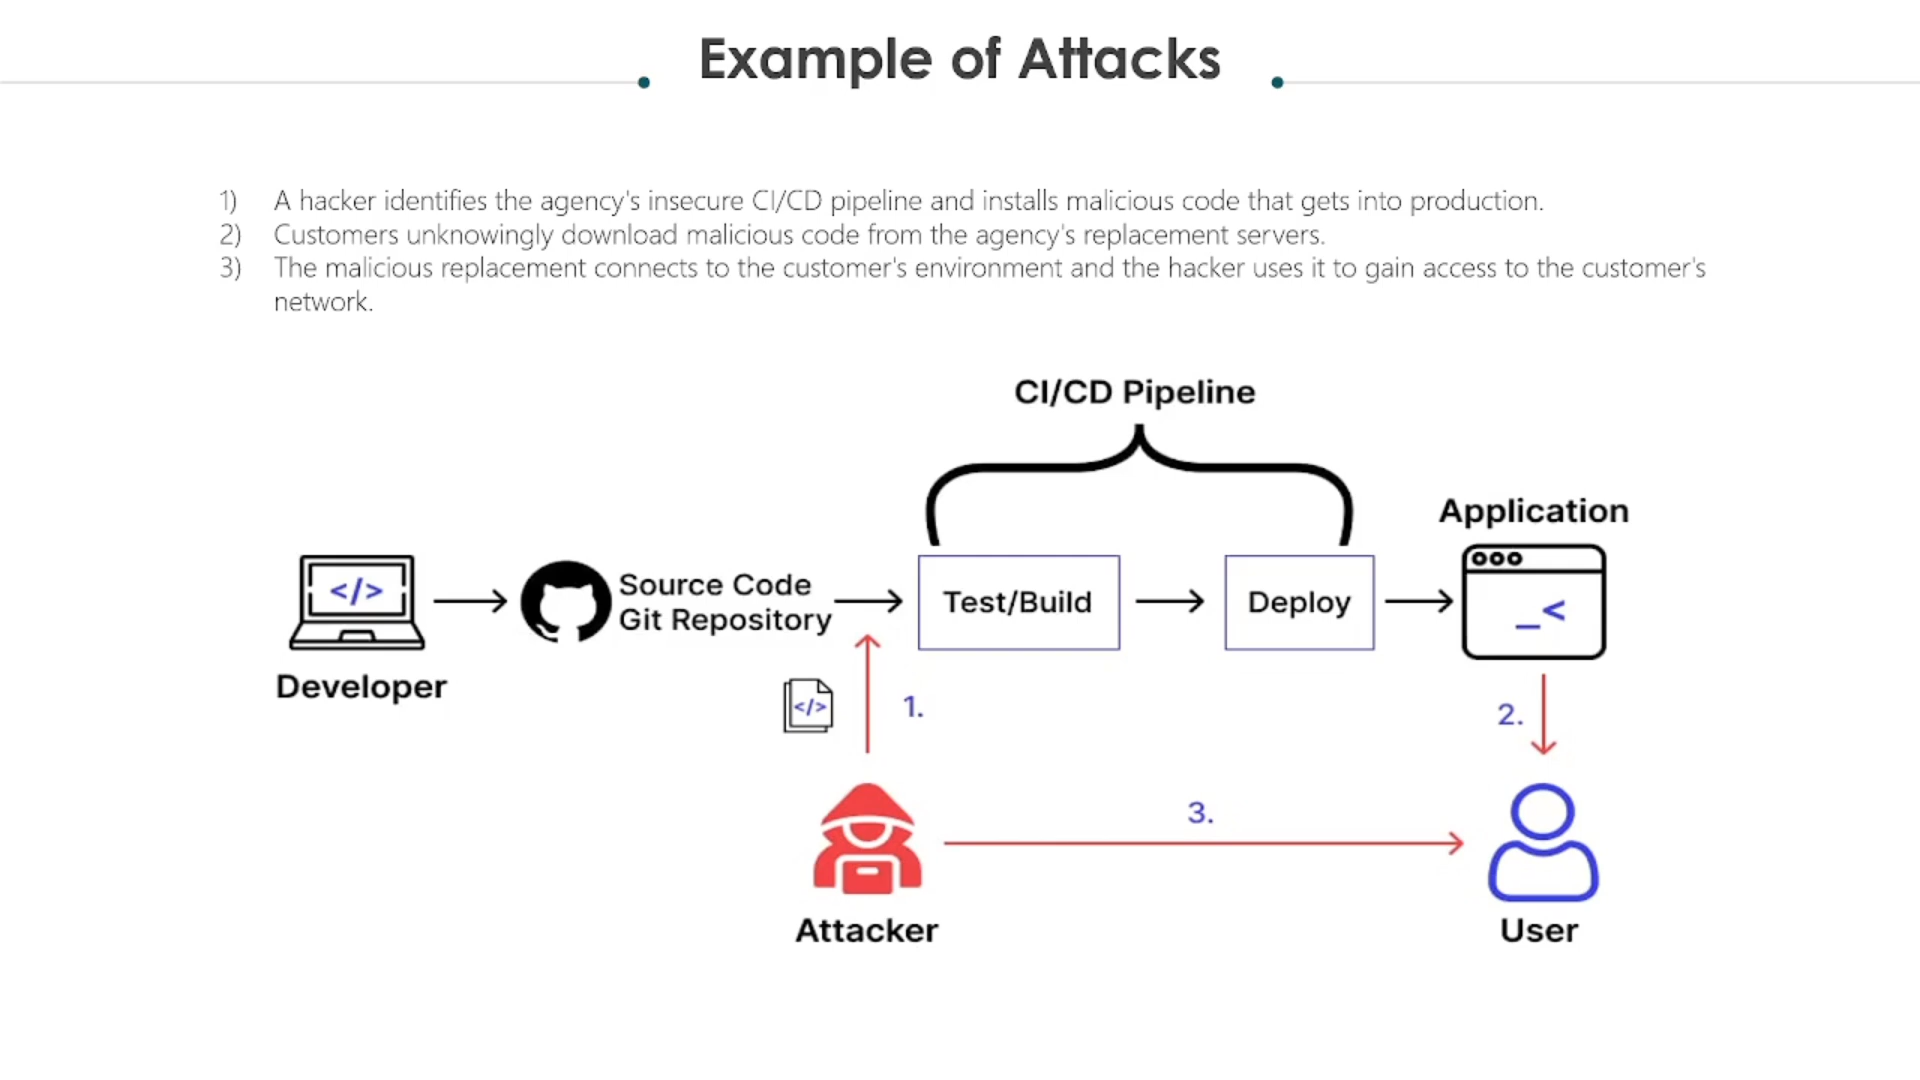 Example of Attacks
1) A hacker identifies the agency's insecure CI/CD pipeline and installs malicious code that gets into production.
2) Customers unknowingly download malicious code from the agency's replacement servers.
3) The malicious replacement connects to the customer's environment and the hacker uses it to gain access to the customer's
network.
CI/CD Pipeline
Application
</>
Source Code
Git Repository
Test/Build
Deploy
_<
Developer
</>
1.
2.
3.
Attacker
User